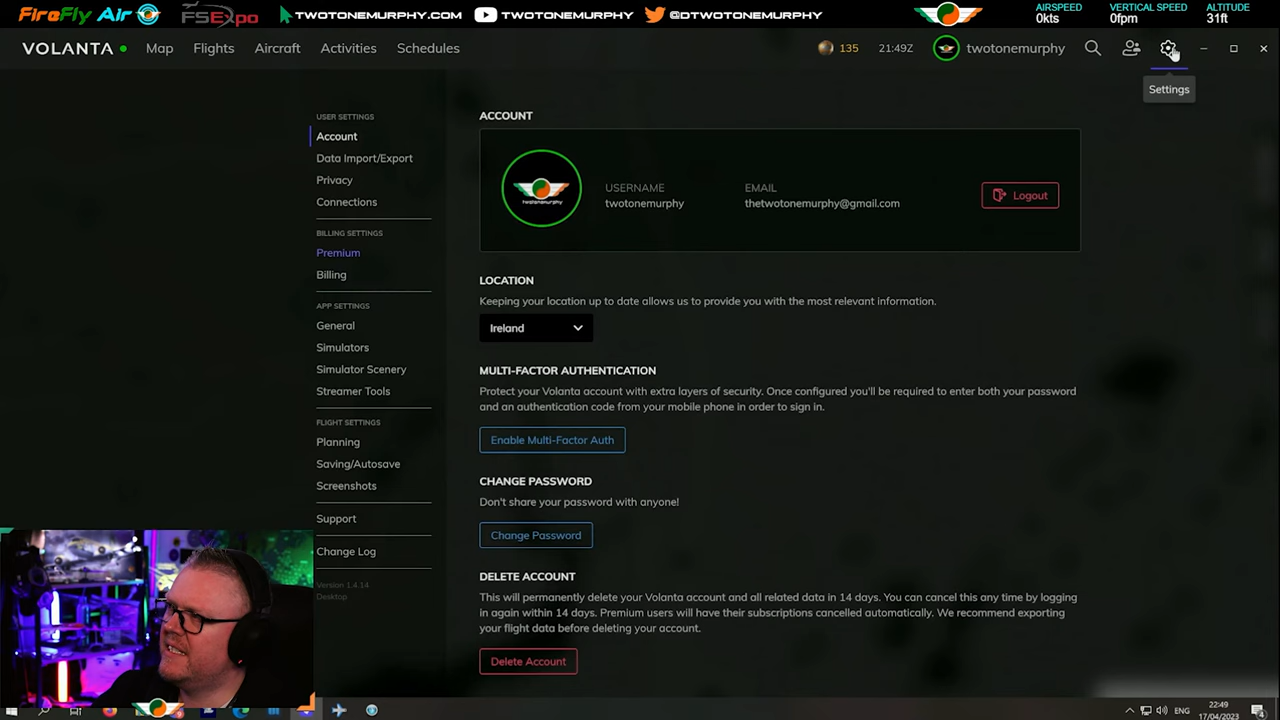 FireFly Air
FSExpo
TWOTONEMURPHY.COM
TWOTONEMURPHY
@DTWOTONEMURPHY
AIRSPEED
0kts
VERTICAL SPEED
0fpm
ALTITUDE
31ft
VOLANTA
Map
Flights
Aircraft
Activities
Schedules
135
21:49Z
twotonemurphy
Settings
USER SETTINGS
Account
Data Import/Export
Privacy
Connections
BILLING SETTINGS
Premium
Billing
APP SETTINGS
General
Simulators
Simulator Scenery
Streamer Tools
FLIGHT SETTINGS
Planning
Saving/Autosave
Screenshots
Support
Change Log
Version 1.4.14
Desktop
ACCOUNT
twotonemurphy
USERNAME
twotonemurphy
EMAIL
thetwotonemurphy@gmail.com
Logout
LOCATION
Keeping your location up to date allows us to provide you with the most relevant information.
Ireland
MULTI-FACTOR AUTHENTICATION
Protect your Volanta account with extra layers of security. Once configured you'll be required to enter both your password
and an authentication code from your mobile phone in order to sign in.
Enable Multi-Factor Auth
CHANGE PASSWORD
Don't share your password with anyone!
Change Password
DELETE ACCOUNT
This will permanently delete your Volanta account and all related data in 14 days. You can cancel this any time by logging
in again within 14 days. Premium users will have their subscriptions cancelled automatically. We recommend exporting
your flight data before deleting your account.
Delete Account
ENG
22:49
17/04/2023
4